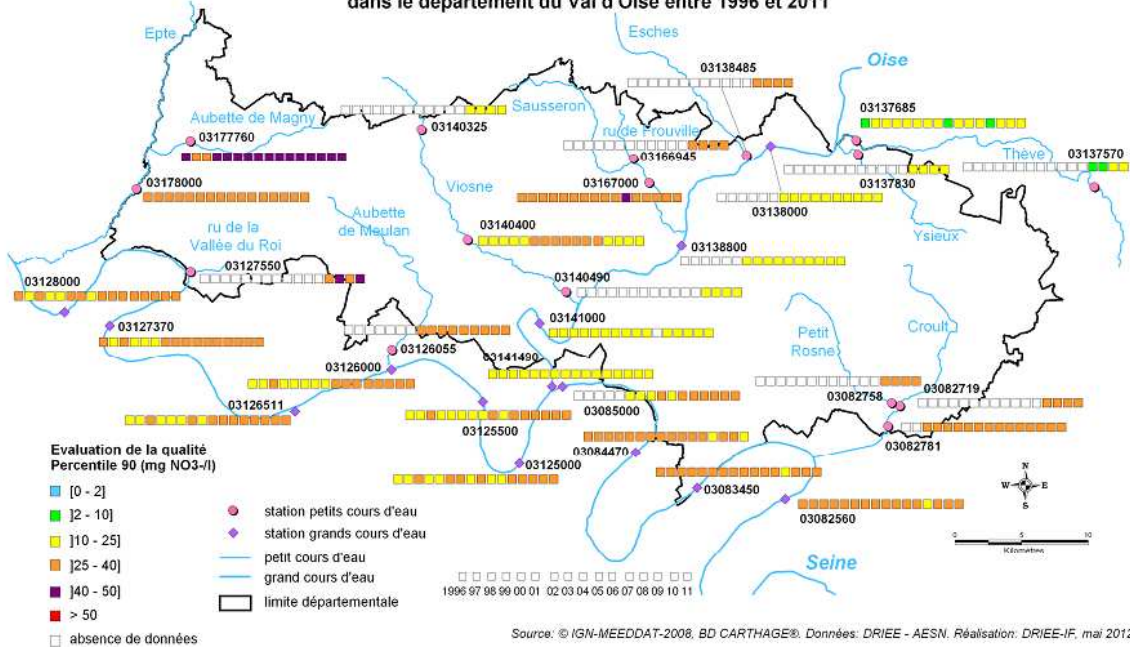 dans le département du Val d'Oise entre 1996 et 2011
Epte
Esches
Oise
03138485
Sausseron
03137685
Aubette de Magny
03177760
03140325
ru de Frouville
03166945
Thève
03137570
03178000
03167000
03137830
Viosne
Aubette
de Meulan
03138000
Ysieux
ru de la
Vallée du Roi
03140400
03127550
03138800
03128000
03140490
03127370
03141000
Petit
Rosne
Croult
03126055
03141490
03126000
03082719
03085000
03082758
03126511
03125500
03084470
03082781
03125000
03083450
03082560
Evaluation de la qualité
Percentile 90 (mg NO3-/l)
[0 - 2]
]2 - 10]
]10 - 25]
]25 - 40]
]40 - 50]
> 50
absence de données
station petits cours d'eau
station grands cours d'eau
petit cours d'eau
grand cours d'eau
limite départementale
1996 97 98 99 00 01 02 03 04 05 06 07 08 09 10 11
N
W E
S
0 5 10
Kilomètres
Seine
Source: © IGN-MEEDDAT-2008, BD CARTHAGE®. Données: DRIEE - AESN. Réalisation: DRIEE-IF, mai 2012